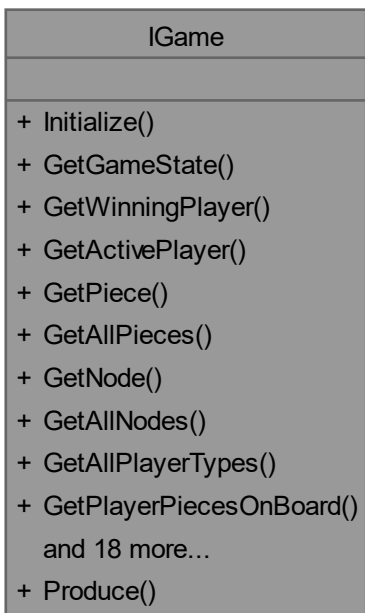 IGame
+ Initialize()
+ GetGameState()
+ GetWinningPlayer()
+ GetActivePlayer()
+ GetPiece()
+ GetAllPieces()
+ GetNode()
+ GetAllNodes()
+ GetAllPlayerTypes()
+ GetPlayerPiecesOnBoard()
and 18 more...
+ Produce()